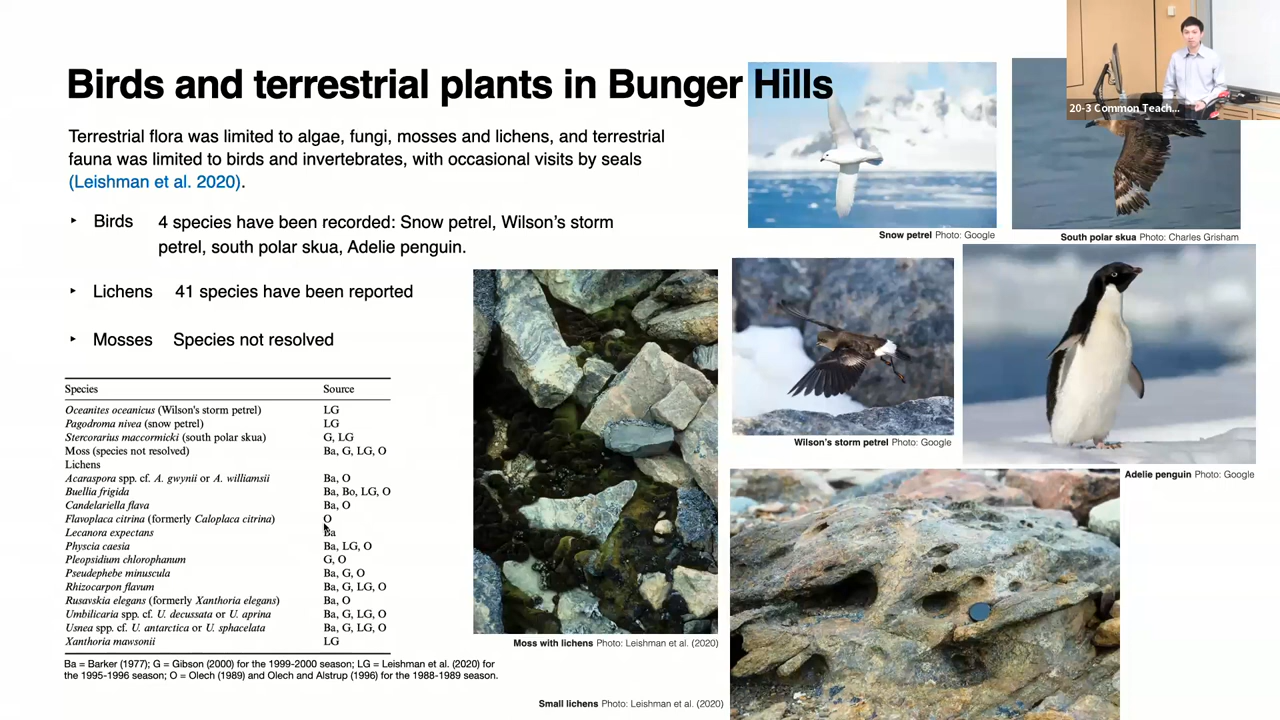 Birds and terrestrial plants in Bunger Hills
20-3 Common Teach...
Terrestrial flora was limited to algae, fungi, mosses and lichens, and terrestrial
fauna was limited to birds and invertebrates, with occasional visits by seals
(Leishman et al. 2020).
‣ Birds 4 species have been recorded: Snow petrel, Wilson’s storm
petrel, south polar skua, Adelie penguin.
‣ Lichens 41 species have been reported
‣ Mosses Species not resolved
Snow petrel Photo: Google
South polar skua Photo: Charles Grisham
Wilson’s storm petrel Photo: Google
Adelie penguin Photo: Google
Species Source
Oceanites oceanicus (Wilson's storm petrel) LG
Pagodroma nivea (snow petrel) LG
Stercorarius maccormicki (south polar skua) G, LG
Moss (species not resolved) Ba, G, LG, O
Lichens
Acaraspora spp. cf. A. gwynii or A. williamsii Ba, O
Buellia frigida Ba, Bo, LG, O
Candelariella flava Ba, O
Flavoplaca citrina (formerly Caloplaca citrina) O
Lecanora expectans Ba
Physcia caesia Ba, LG, O
Pleopsidium chlorophanum G, O
Pseudephebe minuscula Ba, G, O
Rhizocarpon flavum Ba, G, LG, O
Rusavskia elegans (formerly Xanthoria elegans) Ba, O
Umbilicaria spp. cf. U. decussata or U. aprina Ba, G, LG, O
Usnea spp. cf. U. antarctica or U. sphacelata Ba, G, LG, O
Xanthoria mawsonii LG
Ba = Barker (1977); G = Gibson (2000) for the 1999-2000 season; LG = Leishman et al. (2020) for
the 1995-1996 season; O = Olech (1989) and Olech and Alstrup (1996) for the 1988-1989 season.
Moss with lichens Photo: Leishman et al. (2020)
Small lichens Photo: Leishman et al. (2020)